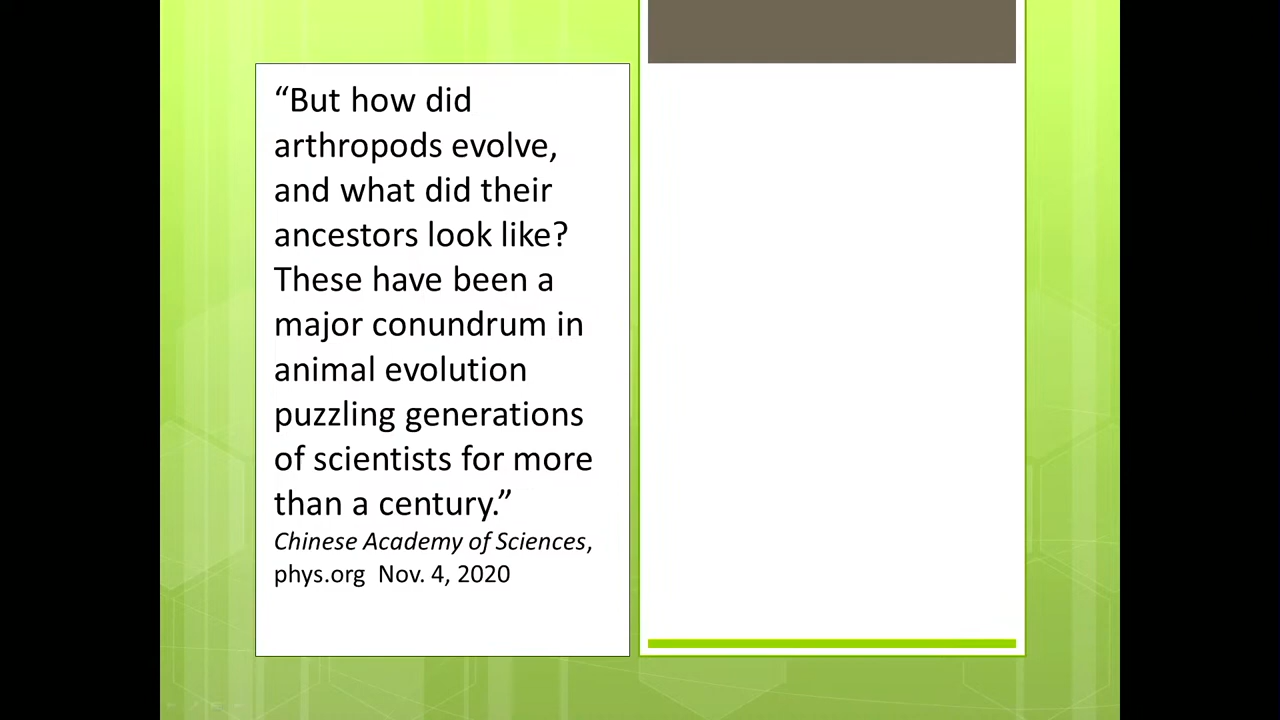 “But how did
arthropods evolve,
and what did their
ancestors look like?
These have been a
major conundrum in
animal evolution
puzzling generations
of scientists for more
than a century.”
Chinese Academy of Sciences,
phys.org  Nov. 4, 2020